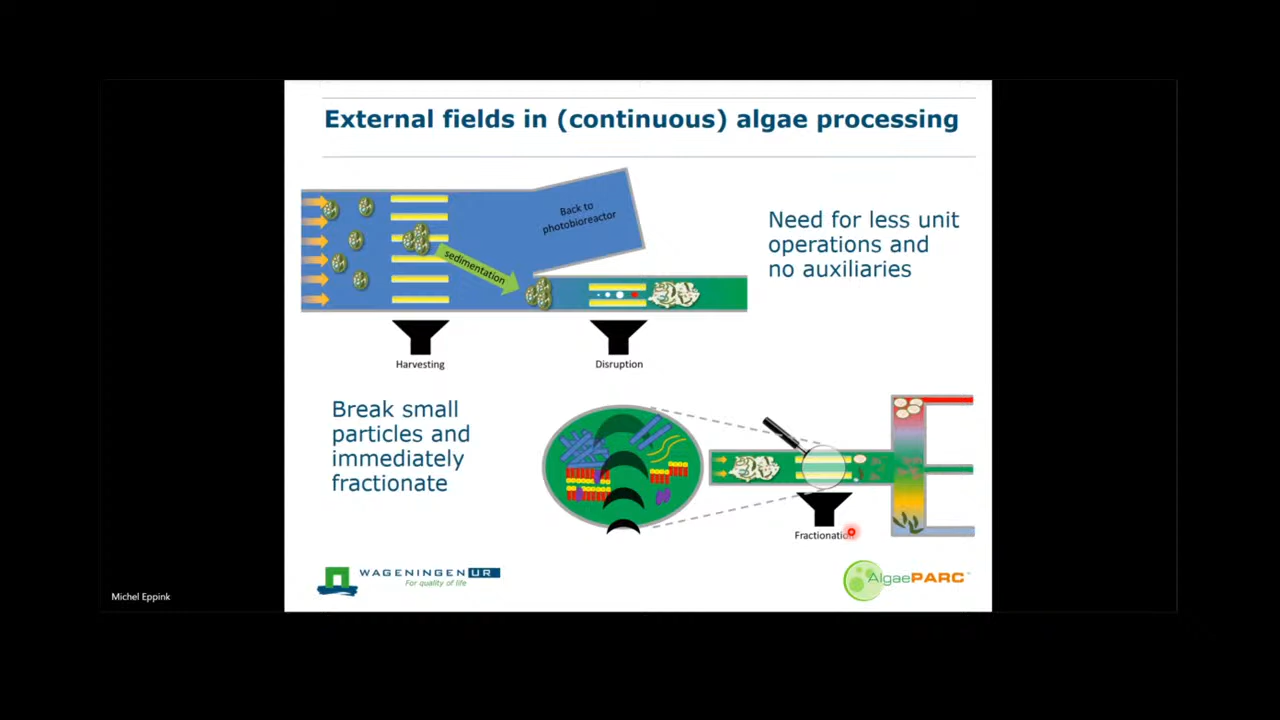 External fields in (continuous) algae processing
Back to
photobioreactor
sedimentation
Need for less unit
operations and
no auxiliaries
Harvesting
Disruption
Break small
particles and
immediately
fractionate
Fractionation
WAGENINGEN UR
For quality of life
AlgaePARC™
Michel Eppink